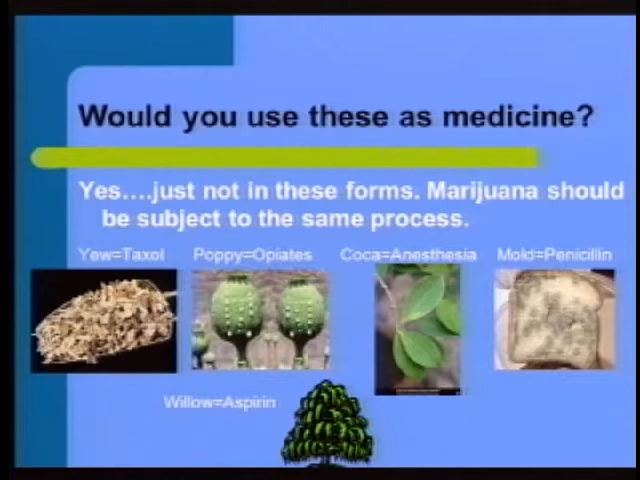 Would you use these as medicine?
Yes....just not in these forms. Marijuana should
be subject to the same process.
Yew=Taxol Poppy=Opiates Coca=Anesthesia Mold=Penicillin
Willow=Aspirin